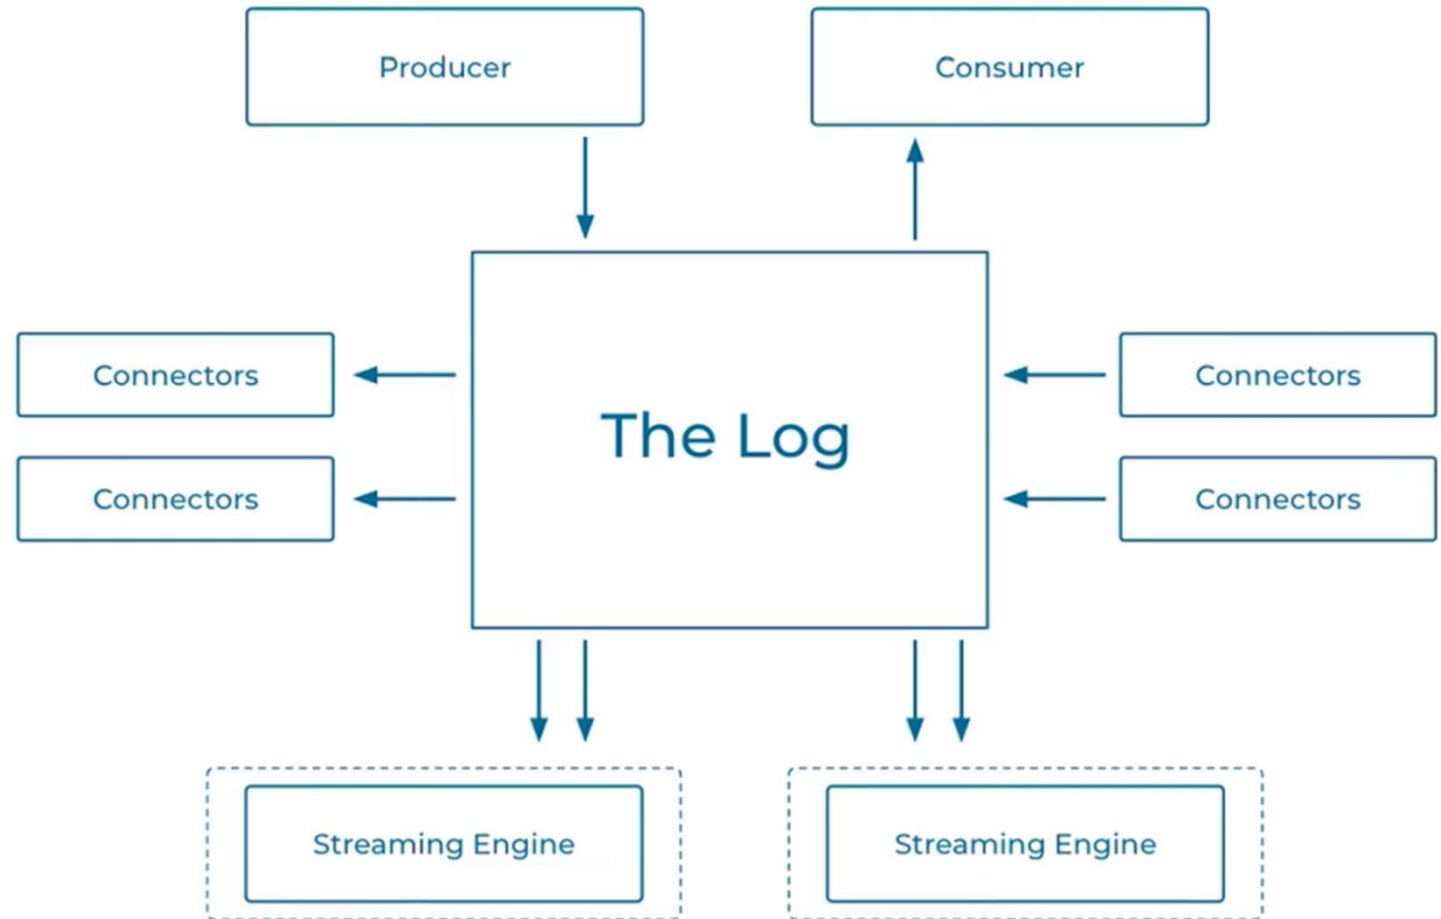 Producer
Consumer
Connectors
Connectors
The Log
Connectors
Connectors
Streaming Engine
Streaming Engine